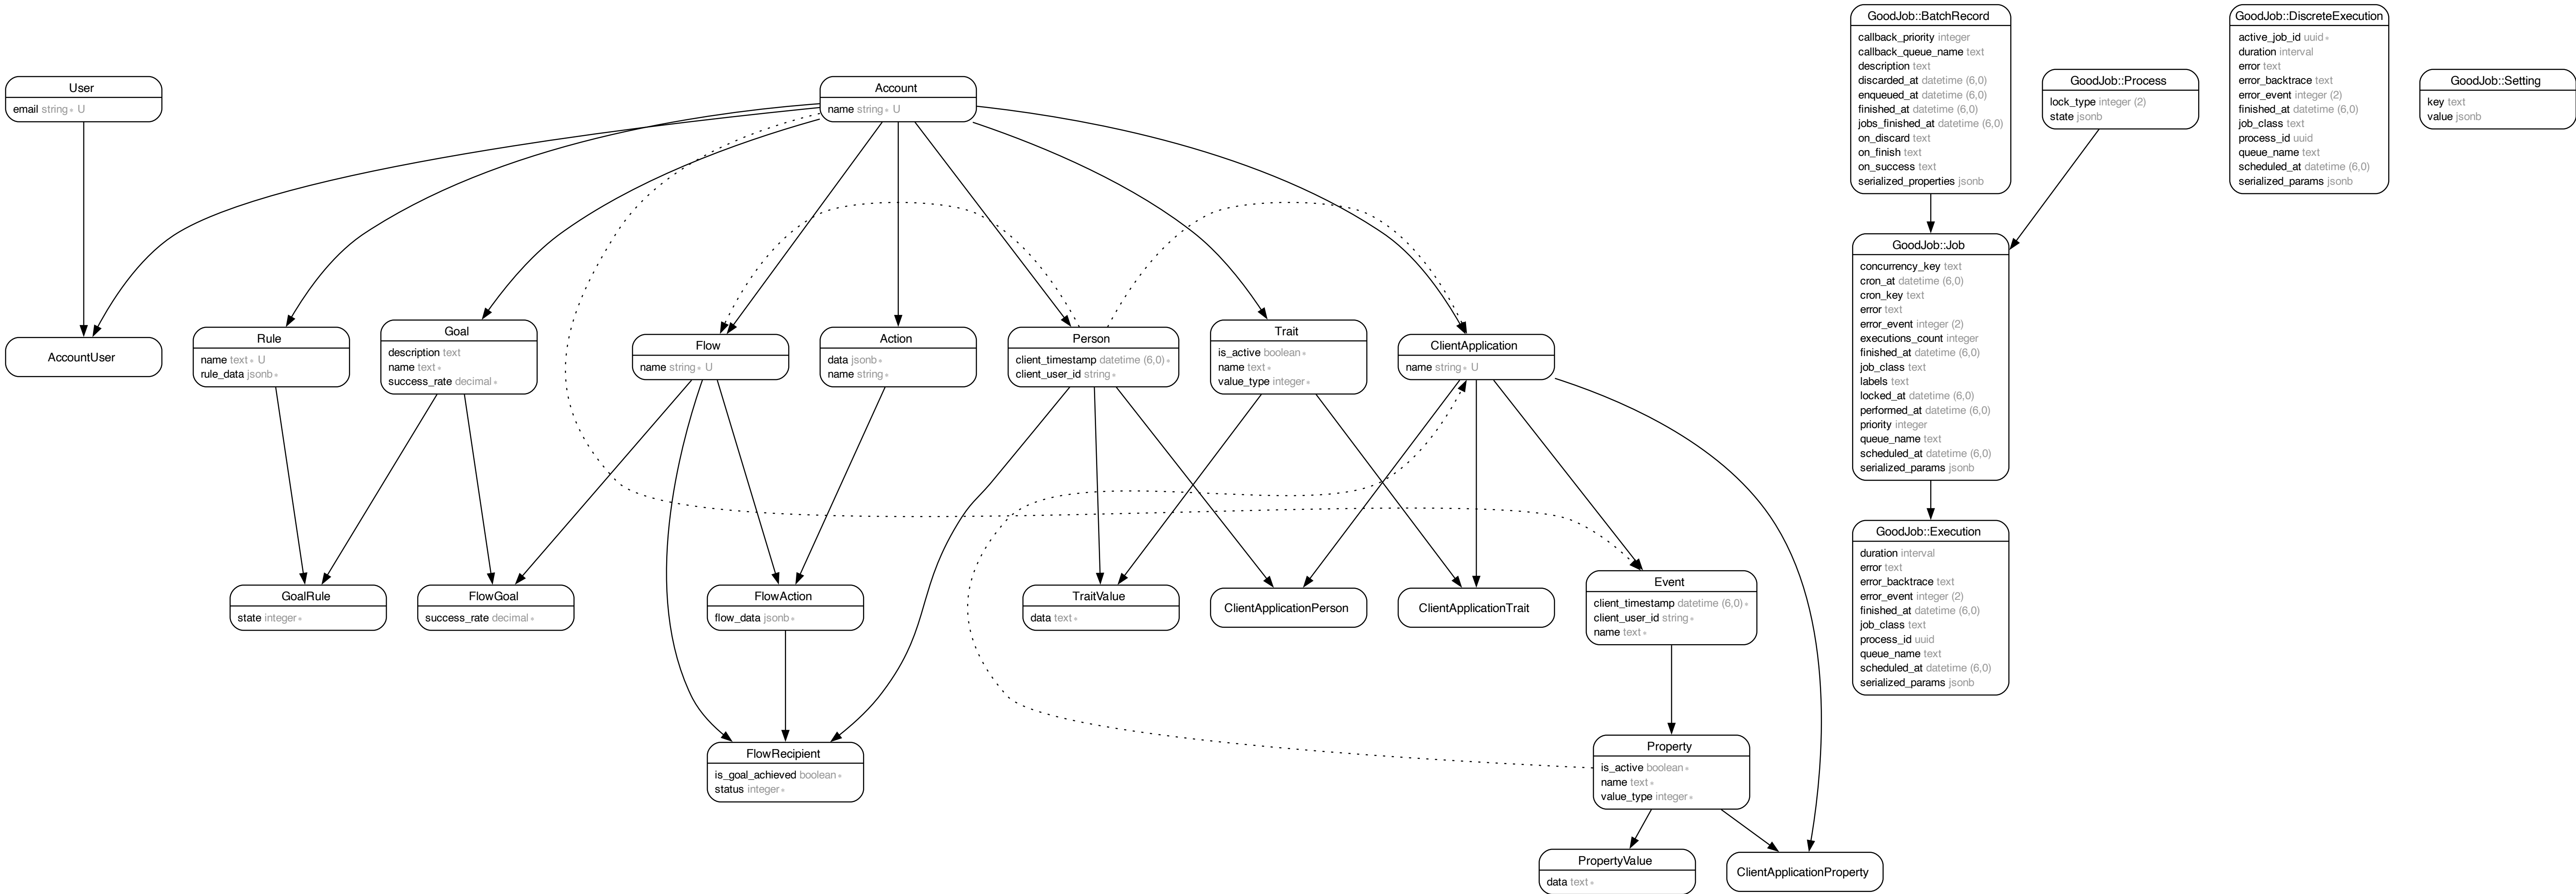 User
email string∗ U
Account
name string∗ U
GoodJob::BatchRecord
callback_priority integer
callback_queue_name text
description text
discarded_at datetime (6,0)
enqueued_at datetime (6,0)
finished_at datetime (6,0)
jobs_finished_at datetime (6,0)
on_discard text
on_finish text
on_success text
serialized_properties jsonb
GoodJob::Process
lock_type integer (2)
state jsonb
GoodJob::DiscreteExecution
active_job_id uuid∗
duration interval
error text
error_backtrace text
error_event integer (2)
finished_at datetime (6,0)
job_class text
process_id uuid
queue_name text
scheduled_at datetime (6,0)
serialized_params jsonb
GoodJob::Setting
key text
value jsonb
AccountUser
Rule
name text∗ U
rule_data jsonb∗
Goal
description text
name text∗
success_rate decimal∗
Flow
name string∗ U
Action
data jsonb∗
name string∗
Person
client_timestamp datetime (6,0)∗
client_user_id string∗
Trait
is_active boolean∗
name text∗
value_type integer∗
ClientApplication
name string∗ U
GoodJob::Job
concurrency_key text
cron_at datetime (6,0)
cron_key text
error text
error_event integer (2)
executions_count integer
finished_at datetime (6,0)
job_class text
labels text
locked_at datetime (6,0)
performed_at datetime (6,0)
priority integer
queue_name text
scheduled_at datetime (6,0)
serialized_params jsonb
GoalRule
state integer∗
FlowGoal
success_rate decimal∗
FlowAction
flow_data jsonb∗
TraitValue
data text∗
ClientApplicationPerson
ClientApplicationTrait
Event
client_timestamp datetime (6,0)∗
client_user_id string∗
name text∗
GoodJob::Execution
duration interval
error text
error_backtrace text
error_event integer (2)
finished_at datetime (6,0)
job_class text
process_id uuid
queue_name text
scheduled_at datetime (6,0)
serialized_params jsonb
FlowRecipient
is_goal_achieved boolean∗
status integer∗
Property
is_active boolean∗
name text∗
value_type integer∗
PropertyValue
data text∗
ClientApplicationProperty